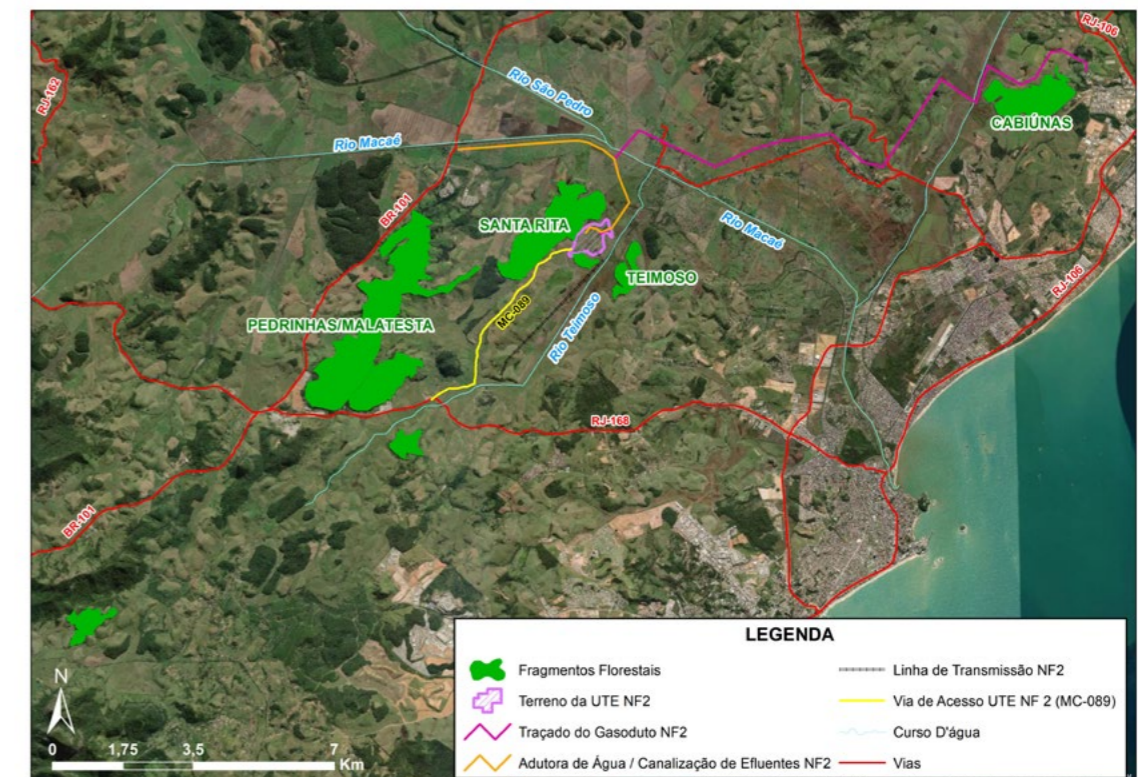 RJ-106
RJ-162
Rio São Pedro
CABIÚNAS
Rio Macaé
BR-101
SANTA RITA
Rio Macaé
TEIMOSO
RJ-106
MC-089
Rio Teimoso
PEDRINHAS/MALATESTA
RJ-168
BR-101
LEGENDA
Fragmentos Florestais
Linha de Transmissão NF2
Terreno da UTE NF2
Via de Acesso UTE NF 2 (MC-089)
Traçado do Gasoduto NF2
Curso D'água
Adutora de Água / Canalização de Efluentes NF2
Vias
N
0 1,75 3,5 7
Km